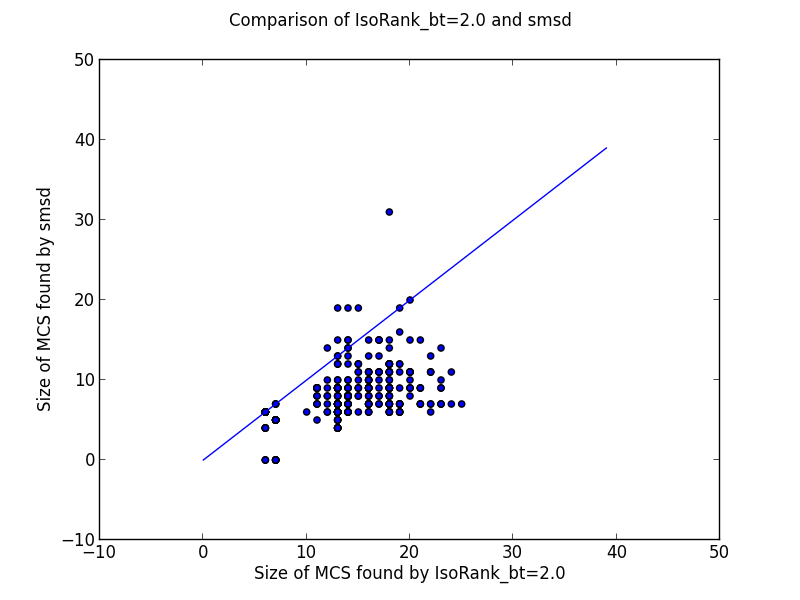 Comparison of IsoRank_bt=2.0 and smsd
50
40
30
20
10
0
−10
Size of MCS found by smsd
−10 0 10 20 30 40 50
Size of MCS found by IsoRank_bt=2.0